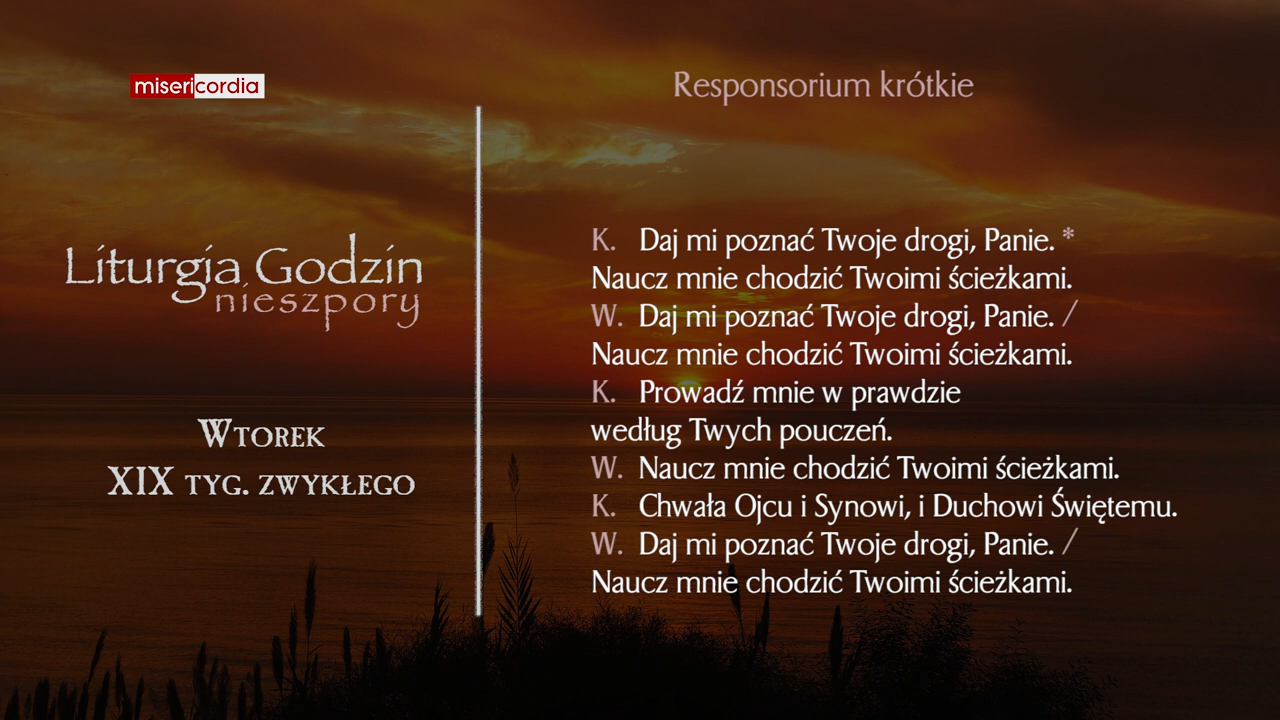 misericordia
Liturgia Godzin
nieszpory
Wtorek
XIX tyg. zwykłego
Responsorium krótkie
K. Daj mi poznać Twoje drogi, Panie. *
Naucz mnie chodzić Twoimi ścieżkami.
W. Daj mi poznać Twoje drogi, Panie. /
Naucz mnie chodzić Twoimi ścieżkami.
K. Prowadź mnie w prawdzie
według Twych pouczeń.
W. Naucz mnie chodzić Twoimi ścieżkami.
K. Chwała Ojcu i Synowi, i Duchowi Świętemu.
W. Daj mi poznać Twoje drogi, Panie. /
Naucz mnie chodzić Twoimi ścieżkami.